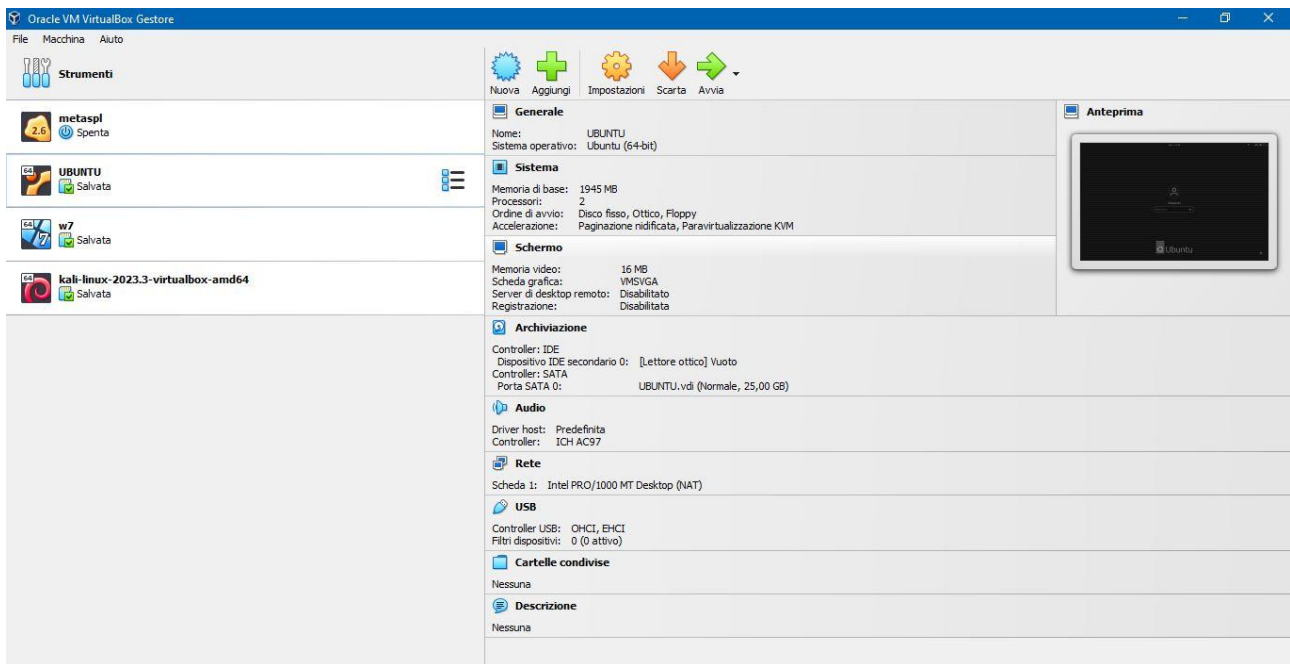 Oracle VM VirtualBox Gestore
File Macchina Aiuto
Strumenti
Nuova Aggiungi Impostazioni Scarta Avvia
2.6
metaspl
Spenta
64
UBUNTU
Salvata
64
7
w7
Salvata
64
kali-linux-2023.3-virtualbox-amd64
Salvata
Generale
Nome: UBUNTU
Sistema operativo: Ubuntu (64-bit)
Sistema
Memoria di base: 1945 MB
Processori: 2
Ordine di avvio: Disco fisso, Ottico, Floppy
Accelerazione: Paginazione nidificata, Paravirtualizzazione KVM
Schermo
Memoria video: 16 MB
Scheda grafica: VMSVGA
Server di desktop remoto: Disabilitato
Registrazione: Disabilitata
Archiviazione
Controller: IDE
Dispositivo IDE secondario 0: [Lettore ottico] Vuoto
Controller: SATA
Porta SATA 0: UBUNTU.vdi (Normale, 25,00 GB)
Audio
Driver host: Predefinita
Controller: ICH AC97
Rete
Scheda 1: Intel PRO/1000 MT Desktop (NAT)
USB
Controller USB: OHCI, EHCI
Filtri dispositivi: 0 (0 attivo)
Cartelle condivise
Nessuna
Descrizione
Nessuna
Anteprima
Ubuntu